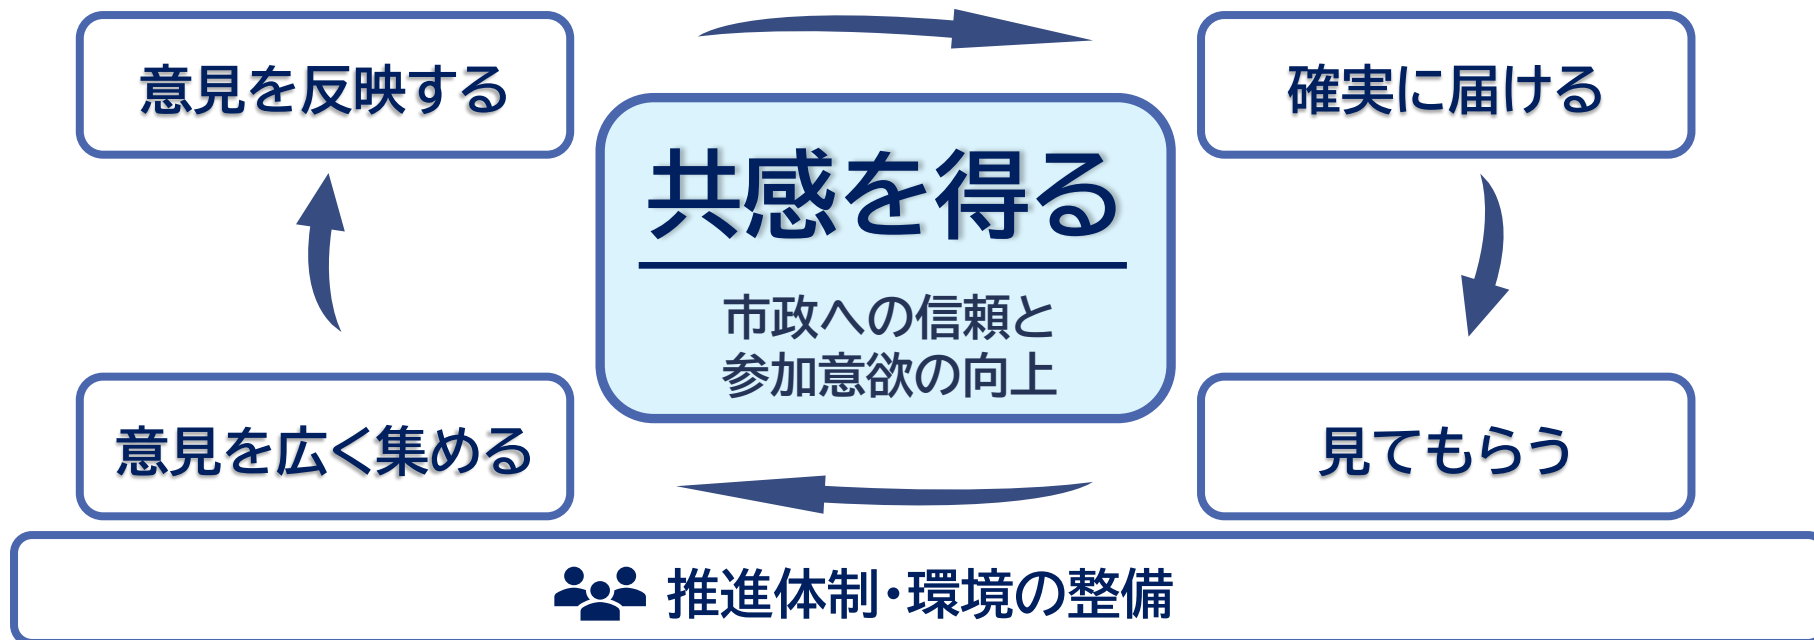 意見を反映する
確実に届ける
共感を得る
市政への信頼と
参加意欲の向上
意見を広く集める
見てもらう
推進体制・環境の整備